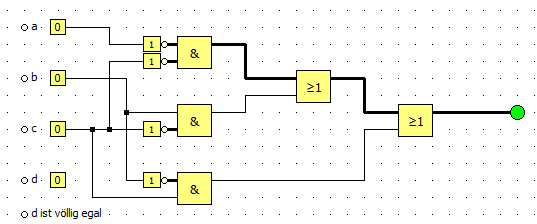 a 0 1 &
1
b 0 ≥1
& ≥1
c 0 1
d 0 1 &
d ist völlig egal